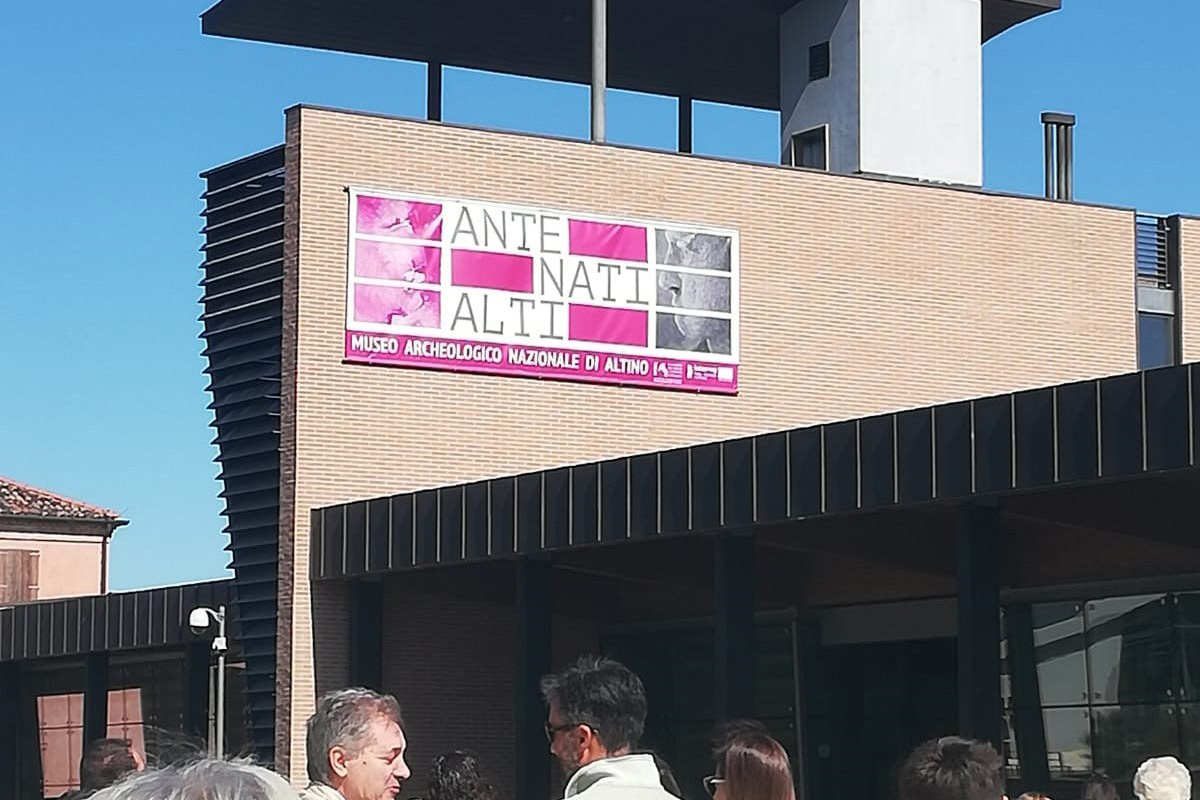 ANTE
NATI
ALTI
MUSEO ARCHEOLOGICO NAZIONALE DI ALTINO